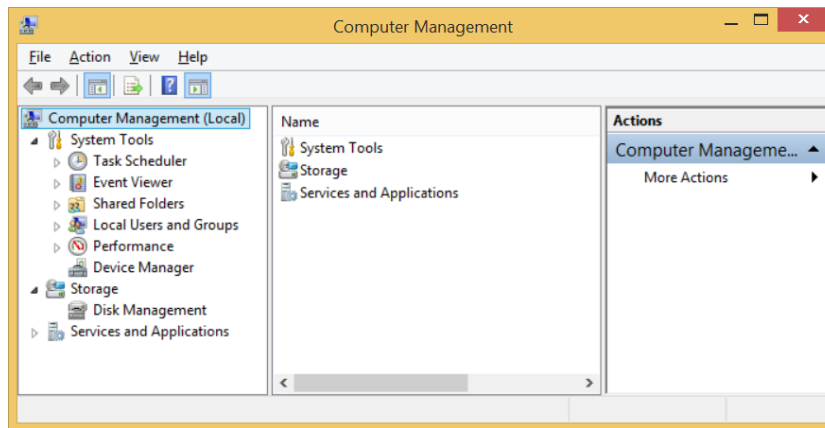 Computer Management
File Action View Help
Computer Management (Local)
System Tools
Task Scheduler
Event Viewer
Shared Folders
Local Users and Groups
Performance
Device Manager
Storage
Disk Management
Services and Applications
Name
System Tools
Storage
Services and Applications
Actions
Computer Manageme...
More Actions